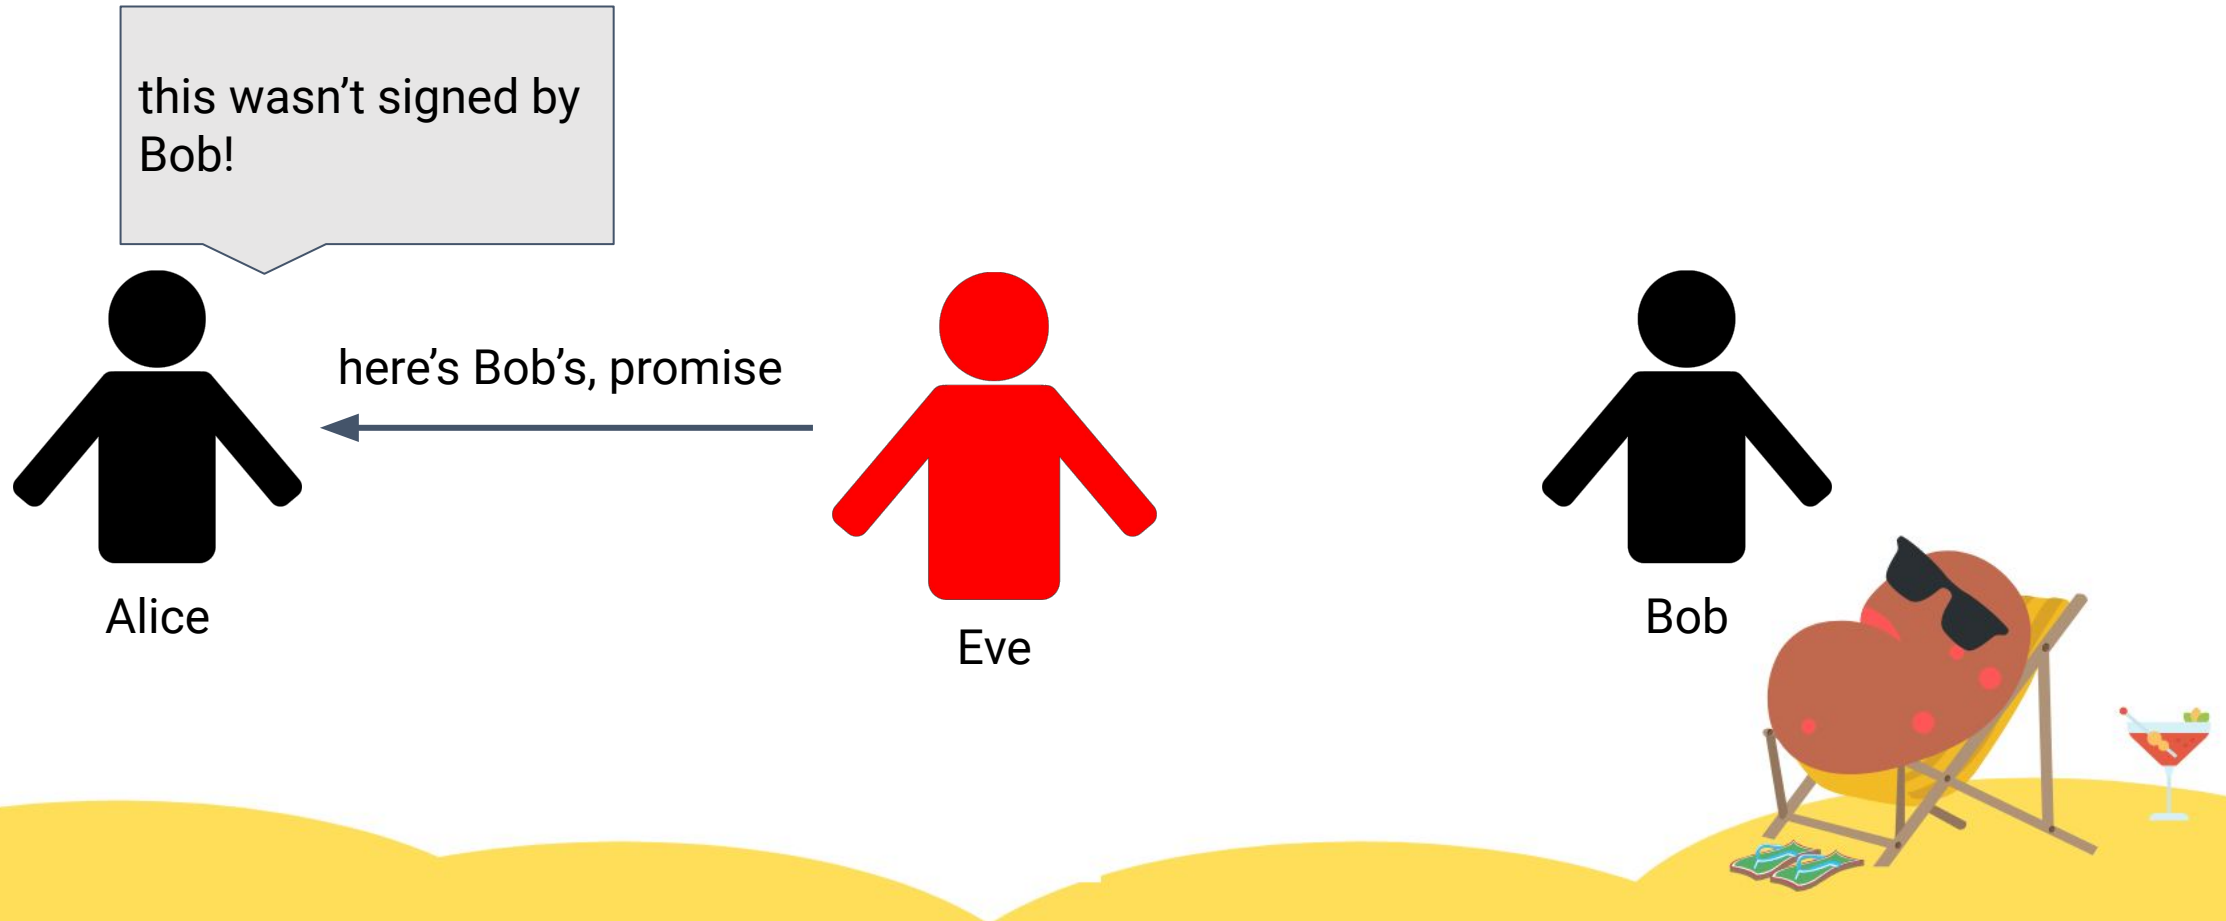 this wasn’t signed by
Bob!
here’s Bob’s, promise
Alice
Eve
Bob